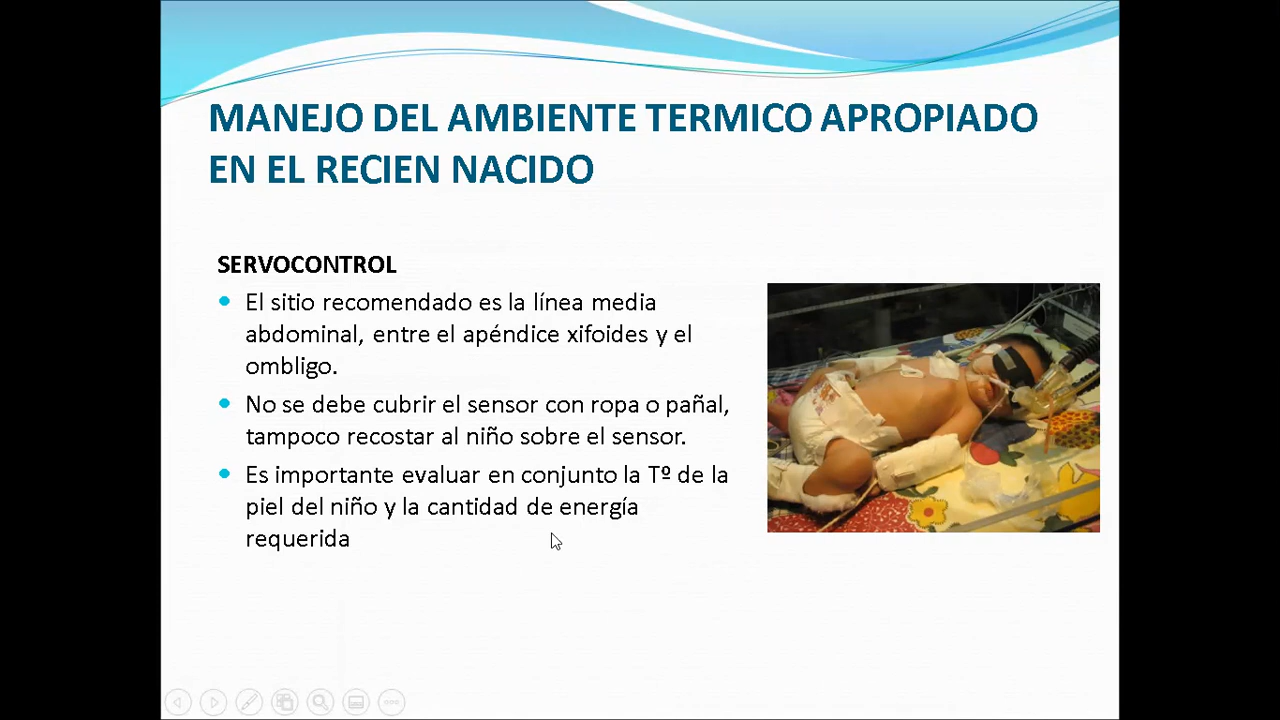 MANEJO DEL AMBIENTE TERMICO APROPIADO
EN EL RECIEN NACIDO
SERVOCONTROL
El sitio recomendado es la línea media
abdominal, entre el apéndice xifoides y el
ombligo.
No se debe cubrir el sensor con ropa o pañal,
tampoco recostar al niño sobre el sensor.
Es importante evaluar en conjunto la Tº de la
piel del niño y la cantidad de energía
requerida